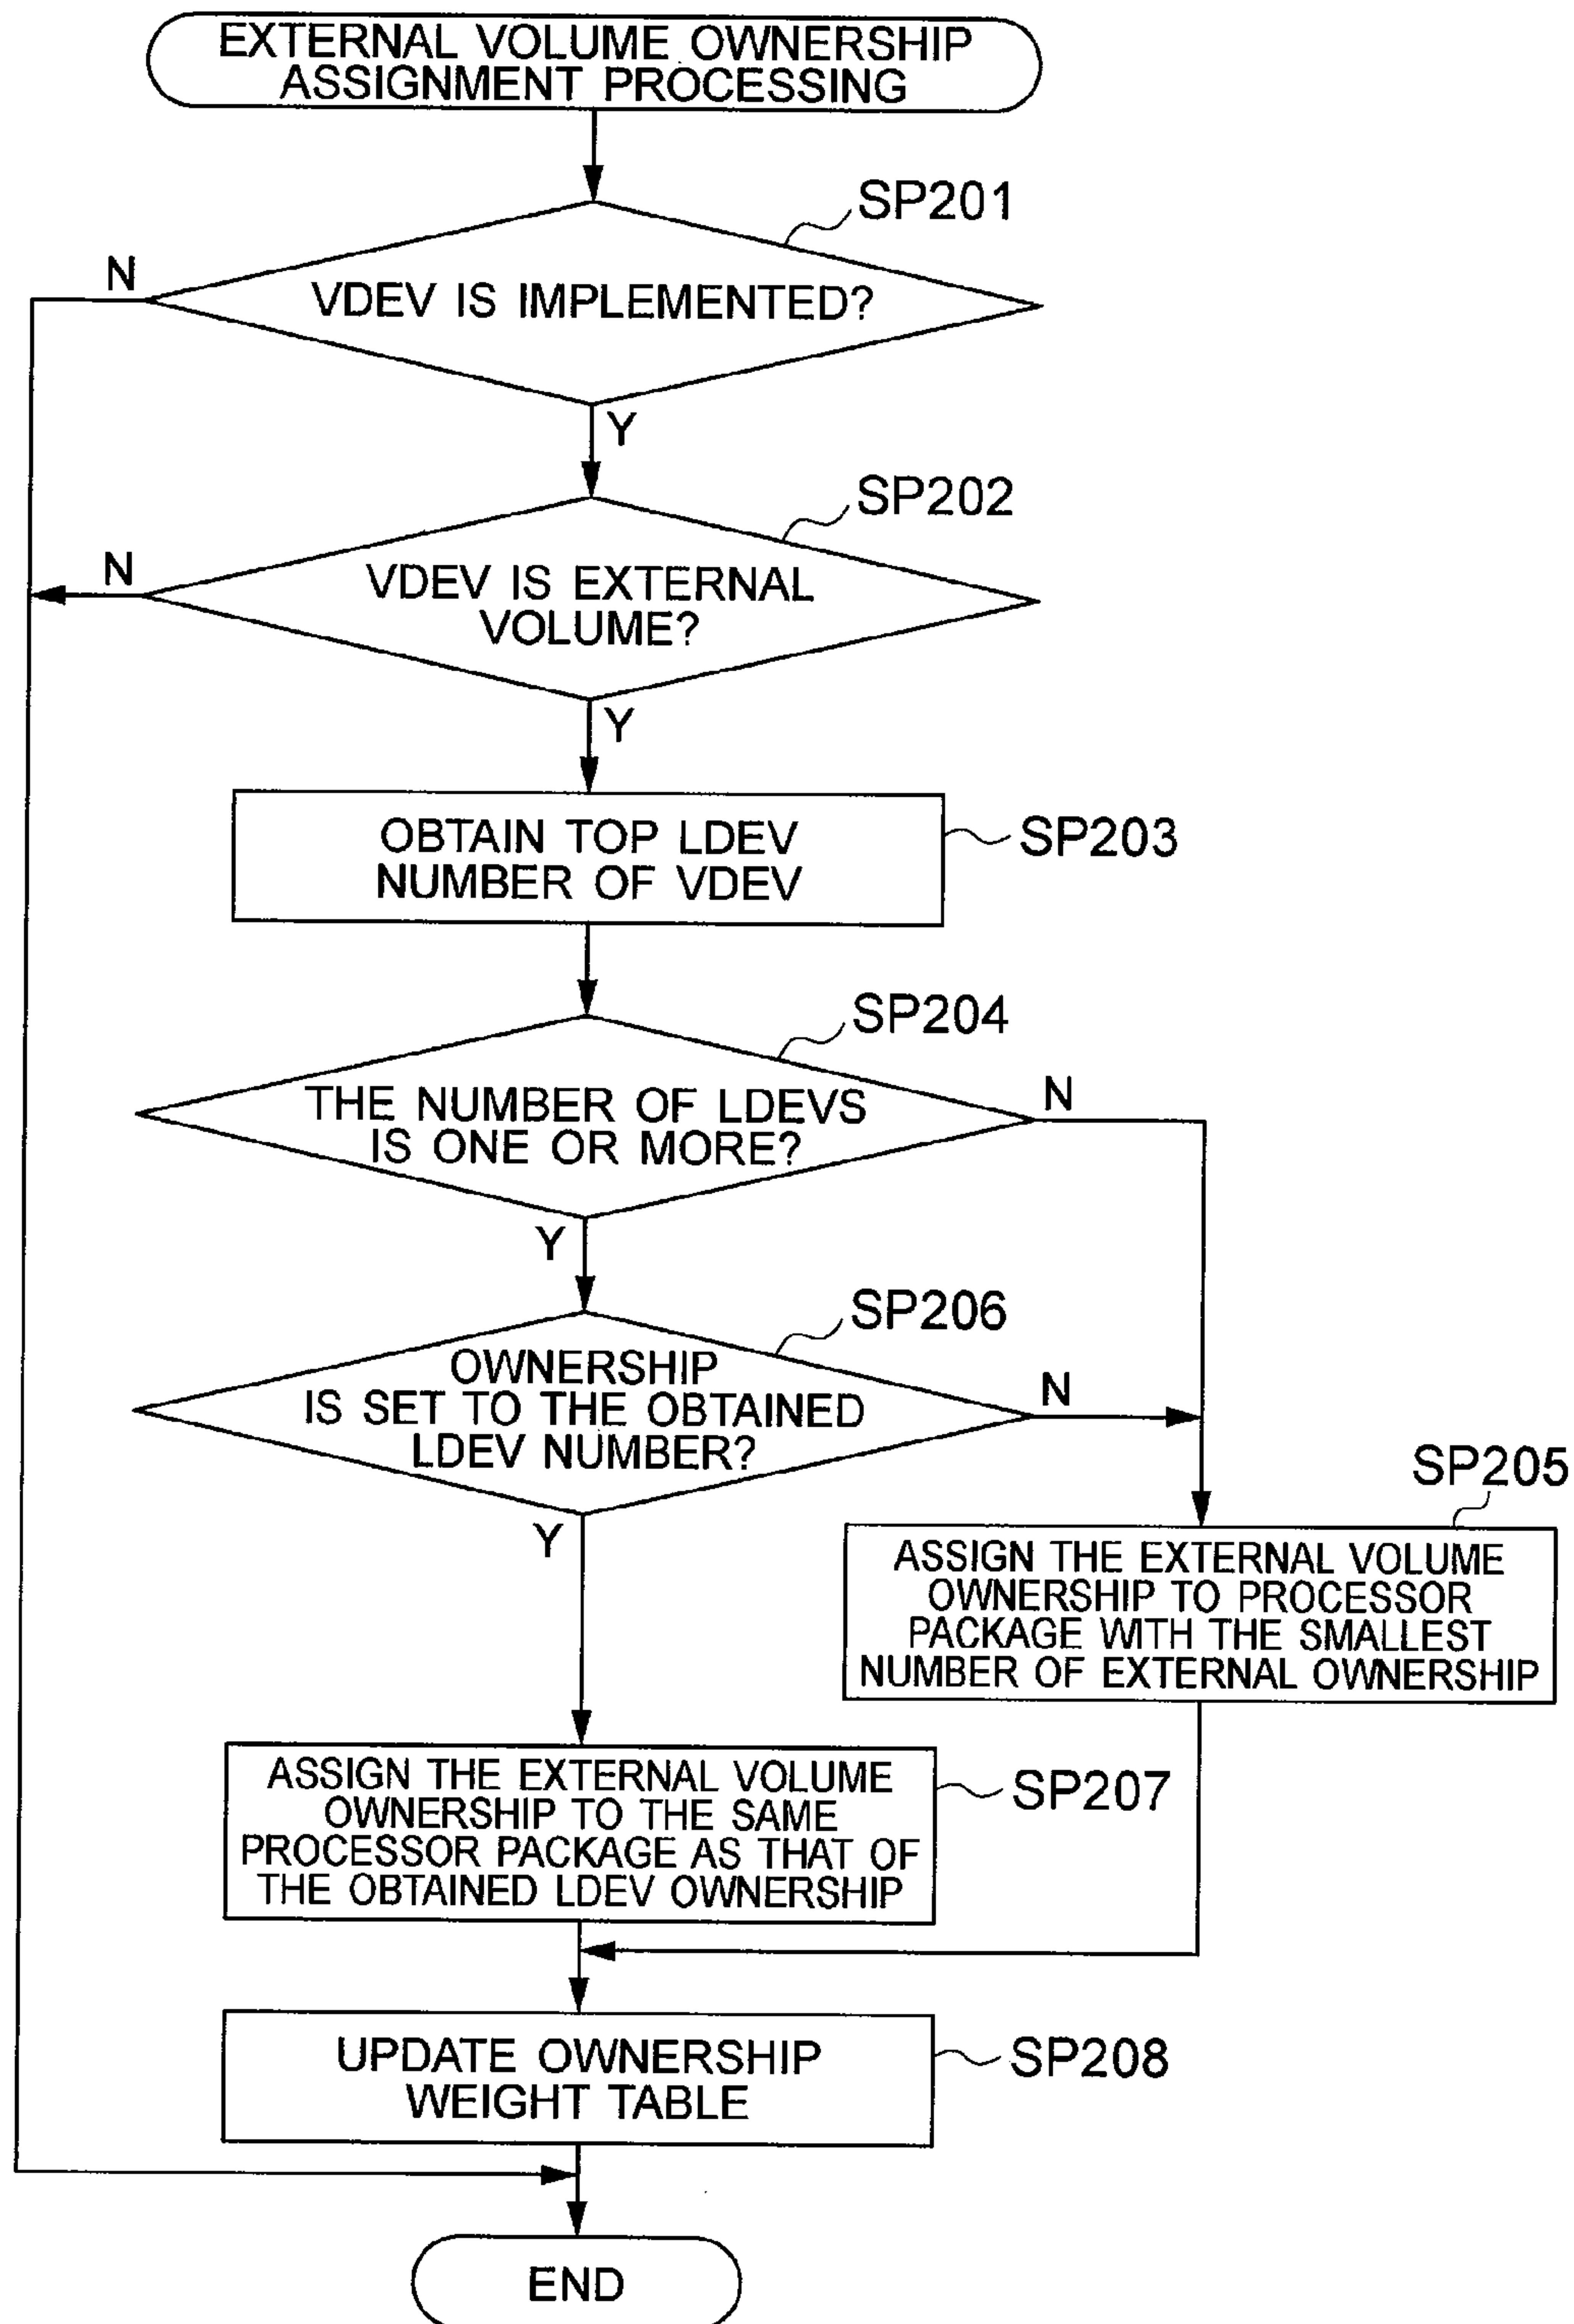 EXTERNAL VOLUME OWNERSHIP
ASSIGNMENT PROCESSING
SP201
N
VDEV IS IMPLEMENTED?
Y
SP202
N
VDEV IS EXTERNAL
VOLUME?
Y
OBTAIN TOP LDEV
NUMBER OF VDEV
SP203
SP204
THE NUMBER OF LDEVS
IS ONE OR MORE?
N
Y
SP206
OWNERSHIP
IS SET TO THE OBTAINED
LDEV NUMBER?
N
Y
SP205
ASSIGN THE EXTERNAL VOLUME
OWNERSHIP TO PROCESSOR
PACKAGE WITH THE SMALLEST
NUMBER OF EXTERNAL OWNERSHIP
ASSIGN THE EXTERNAL VOLUME
OWNERSHIP TO THE SAME
PROCESSOR PACKAGE AS THAT OF
THE OBTAINED LDEV OWNERSHIP
SP207
UPDATE OWNERSHIP
WEIGHT TABLE
SP208
END